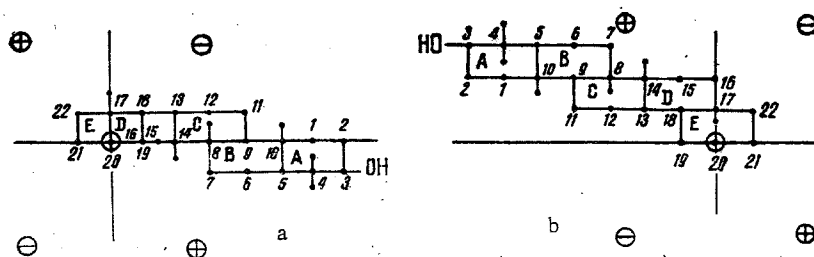 22 17 18 13 12 11
E D C
21 16 15 19 14 8 B 9 10 A 1 2
20 7 6 5 4 3 OH
a
HO 3 4 5 6 7
A B
2 1 10 9 8 14 15 16
C D
11 12 13 18 E 17 22
19 20 21
b